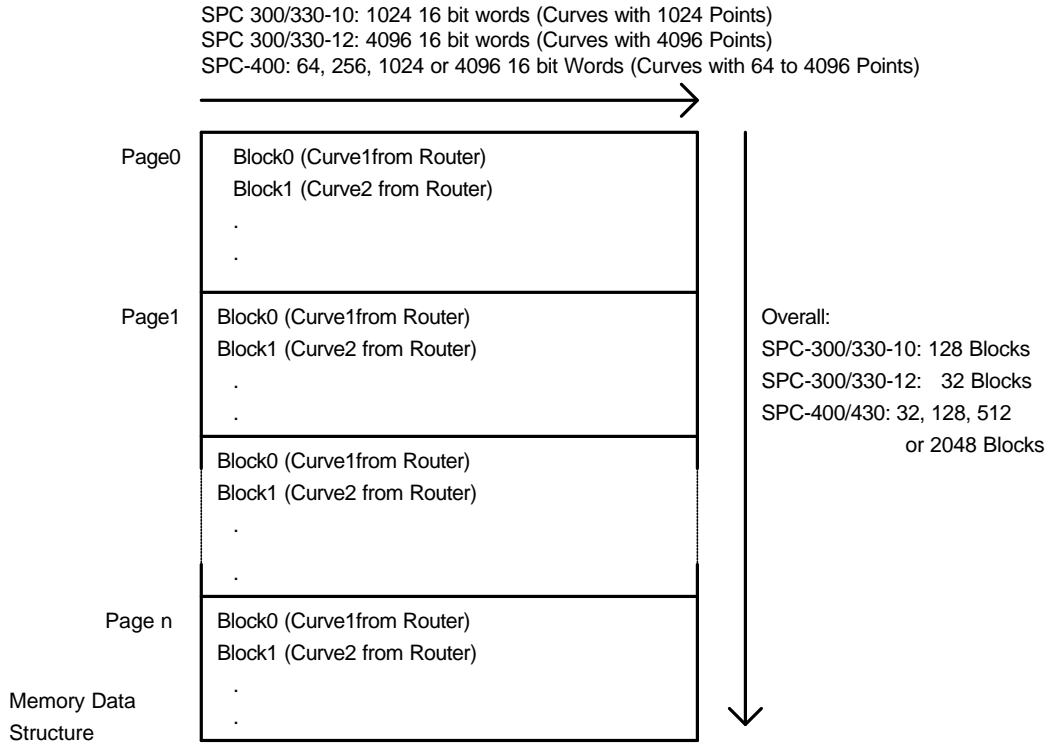 SPC 300/330-10: 1024 16 bit words (Curves with 1024 Points)
SPC 300/330-12: 4096 16 bit words (Curves with 4096 Points)
SPC-400: 64, 256, 1024 or 4096 16 bit Words (Curves with 64 to 4096 Points)
Page0
Block0 (Curve1from Router)
Block1 (Curve2 from Router)
.
.
Page1
Block0 (Curve1from Router)
Block1 (Curve2 from Router)
.
.
Block0 (Curve1from Router)
Block1 (Curve2 from Router)
.
.
Page n
Block0 (Curve1from Router)
Block1 (Curve2 from Router)
.
.
Memory Data
Structure
Overall:
SPC-300/330-10: 128 Blocks
SPC-300/330-12: 32 Blocks
SPC-400/430: 32, 128, 512
or 2048 Blocks